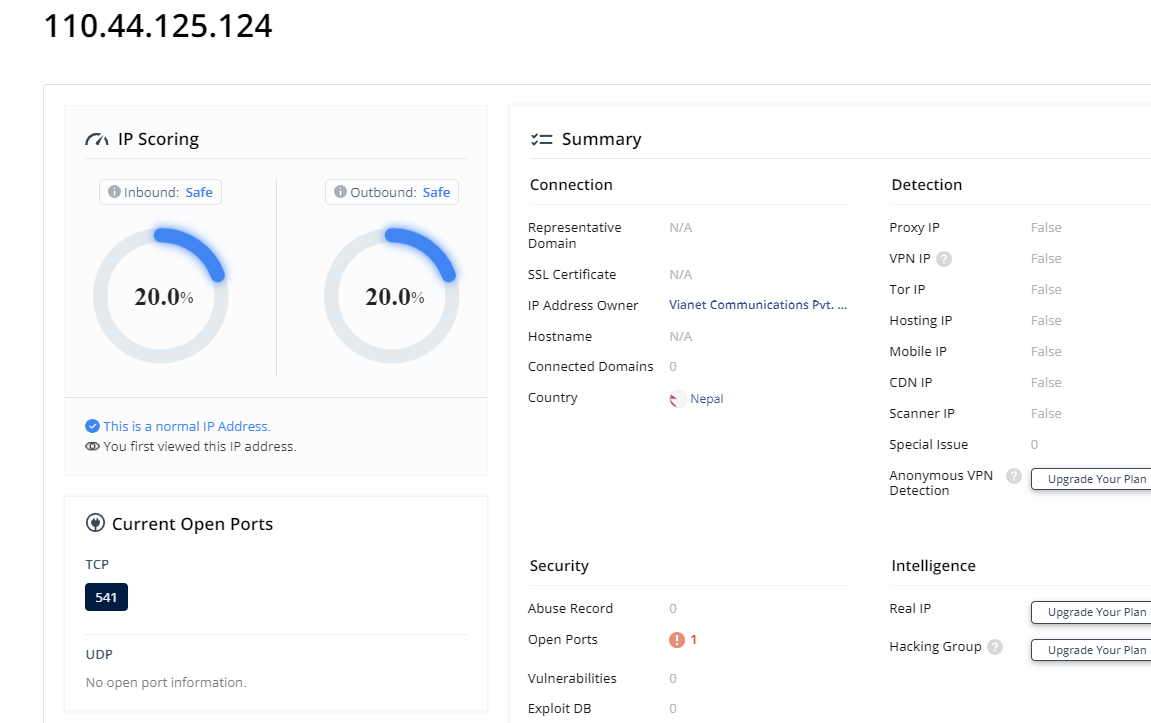 110.44.125.124
IP Scoring
Inbound: Safe
Outbound: Safe
20.0%
20.0%
This is a normal IP Address.
You first viewed this IP address.
Current Open Ports
TCP
541
UDP
No open port information.
Summary
Connection
Representative Domain N/A
SSL Certificate N/A
IP Address Owner Vianet Communications Pvt. ...
Hostname N/A
Connected Domains 0
Country Nepal
Detection
Proxy IP False
VPN IP ? False
Tor IP False
Hosting IP False
Mobile IP False
CDN IP False
Scanner IP False
Special Issue 0
Anonymous VPN Detection ? Upgrade Your Plan
Security
Abuse Record 0
Open Ports ! 1
Vulnerabilities 0
Exploit DB 0
Intelligence
Real IP Upgrade Your Plan
Hacking Group ? Upgrade Your Plan